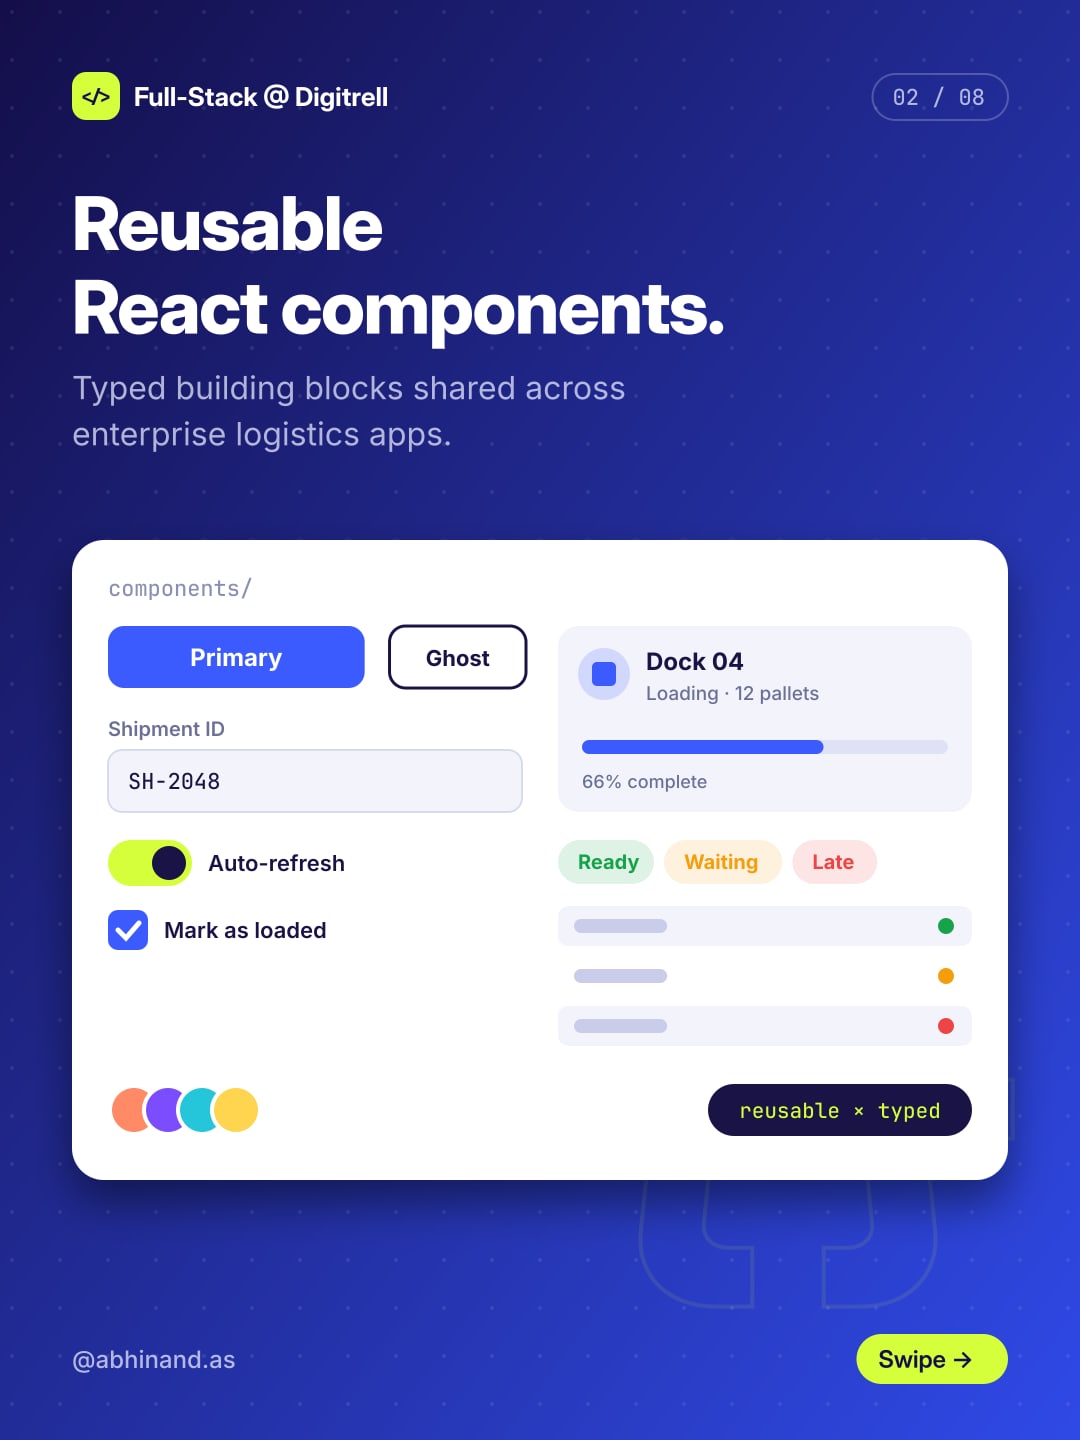 </>
Full-Stack @ Digitrell
02 / 08
Reusable
React components.
Typed building blocks shared across
enterprise logistics apps.
components/
Primary
Ghost
Shipment ID
SH-2048
Auto-refresh
Mark as loaded
Dock 04
Loading · 12 pallets
66% complete
Ready
Waiting
Late
reusable × typed
@abhinand.as
Swipe →